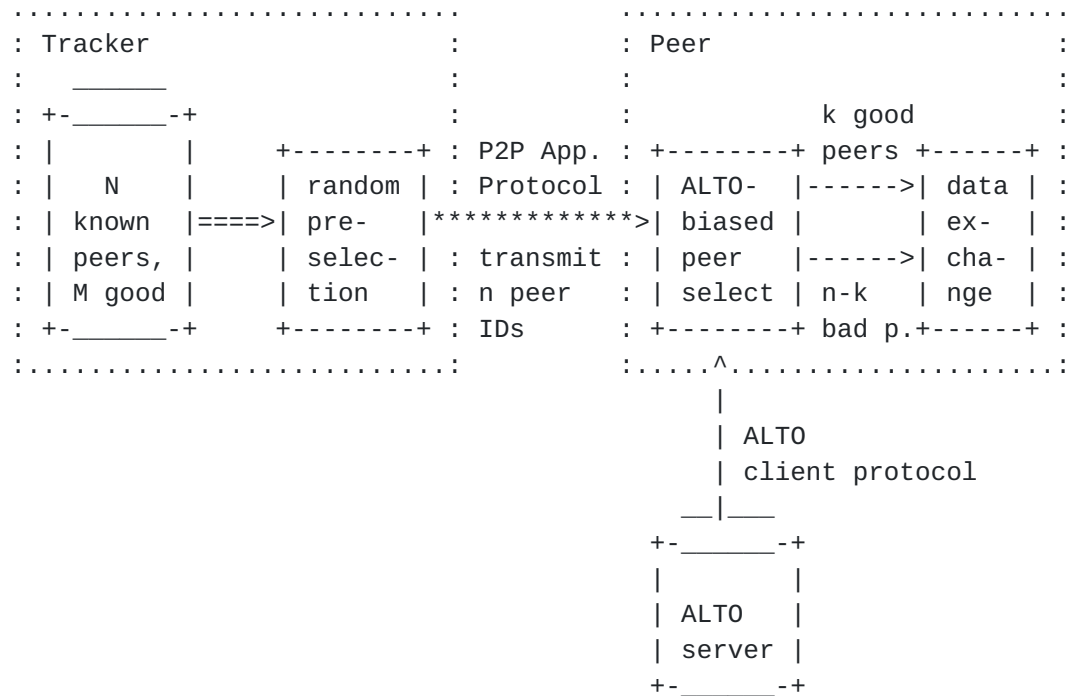 Tracker
Peer
k good
P2P App.
peers
N
random
Protocol
ALTO-
data
known
pre-
biased
ex-
peers,
selec-
transmit
peer
cha-
M good
tion
n peer
select
n-k
nge
IDs
bad p.
ALTO
client protocol
ALTO
server